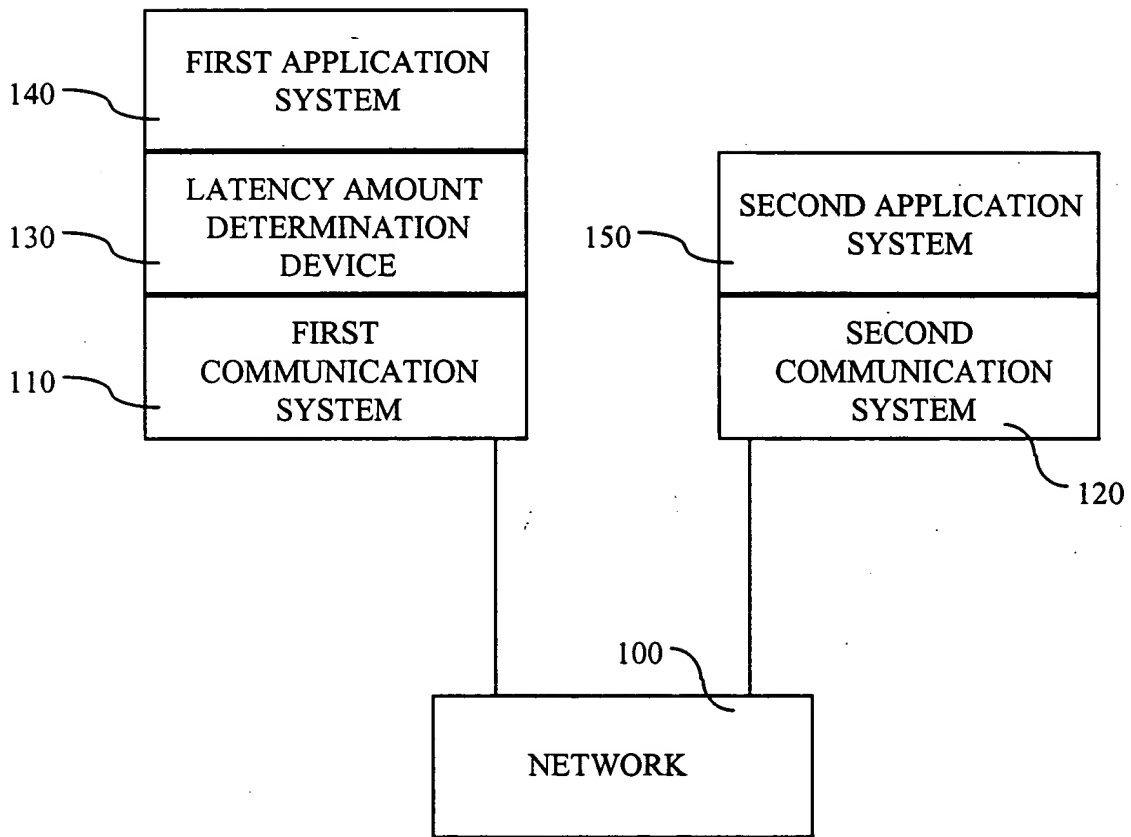 FIRST APPLICATION
SYSTEM
140
LATENCY AMOUNT
DETERMINATION
DEVICE
130
FIRST
COMMUNICATION
SYSTEM
110
SECOND APPLICATION
SYSTEM
150
SECOND
COMMUNICATION
SYSTEM
120
100
NETWORK